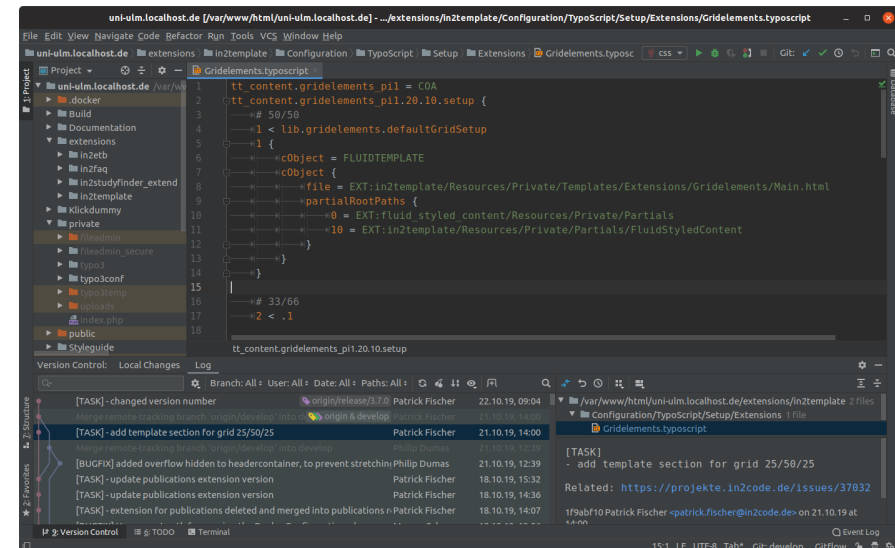 uni-ulm.localhost.de [/var/www/html/uni-ulm.localhost.de] - .../extensions/in2template/Configuration/TypoScript/Setup/Extensions/Gridelements.typoscript
File Edit View Navigate Code Refactor Run Tools VCS Window Help
uni-ulm.localhost.de extensions in2template Configuration TypoScript Setup Extensions Gridelements.typosc css Git:
Project Gridelements.typoscript
1: Project
Database
uni-ulm.localhost.de /var/ww
.docker
Build
Documentation
extensions
in2etb
in2faq
in2studyfinder_extend
in2template
Klickdummy
private
fileadmin
fileadmin_secure
typo3
typo3conf
typo3temp
uploads
index.php
public
Styleguide
1 tt_content.gridelements_pi1 = COA
2 tt_content.gridelements_pi1.20.10.setup {
3 # 50/50
4 1 < lib.gridelements.defaultGridSetup
5 1 {
6 cObject = FLUIDTEMPLATE
7 cObject {
8 file = EXT:in2template/Resources/Private/Templates/Extensions/Gridelements/Main.html
9 partialRootPaths {
10 0 = EXT:fluid_styled_content/Resources/Private/Partials
11 10 = EXT:in2template/Resources/Private/Partials/FluidStyledContent
12 }
13 }
14 }
15
16 # 33/66
17 2 < .1
18
tt_content.gridelements_pi1.20.10.setup
Version Control: Local Changes Log
Branch: All User: All Date: All Paths: All
7: Structure
2: Favorites
[TASK] - changed version number origin/release/3.7.0 Patrick Fischer 22.10.19, 09:04
Merge remote-tracking branch 'origin/develop' into de origin & develop Patrick Fischer 21.10.19, 14:00
[TASK] - add template section for grid 25/50/25 Patrick Fischer 21.10.19, 14:00
Merge remote-tracking branch 'origin/develop' into develop Philip Dumas 21.10.19, 12:39
[BUGFIX] added overflow hidden to headercontainer, to prevent stretching Philip Dumas 21.10.19, 12:39
[TASK] - update publications extension version Patrick Fischer 18.10.19, 15:32
[TASK] - update publications extension version Patrick Fischer 18.10.19, 14:36
[TASK] - extension for publications deleted and merged into publications r Patrick Fischer 18.10.19, 14:07
/var/www/html/uni-ulm.localhost.de/extensions/in2template 2 files
Configuration/TypoScript/Setup/Extensions 1 file
Gridelements.typoscript
[TASK]
- add template section for grid 25/50/25
Related: https://projekte.in2code.de/issues/37032
1f9abf10 Patrick Fischer <patrick.fischer@in2code.de> on 21.10.19 at
14:00
9: Version Control 6: TODO Terminal Event Log
15:1 LF UTF-8 Tab* Git: develop Gitflow